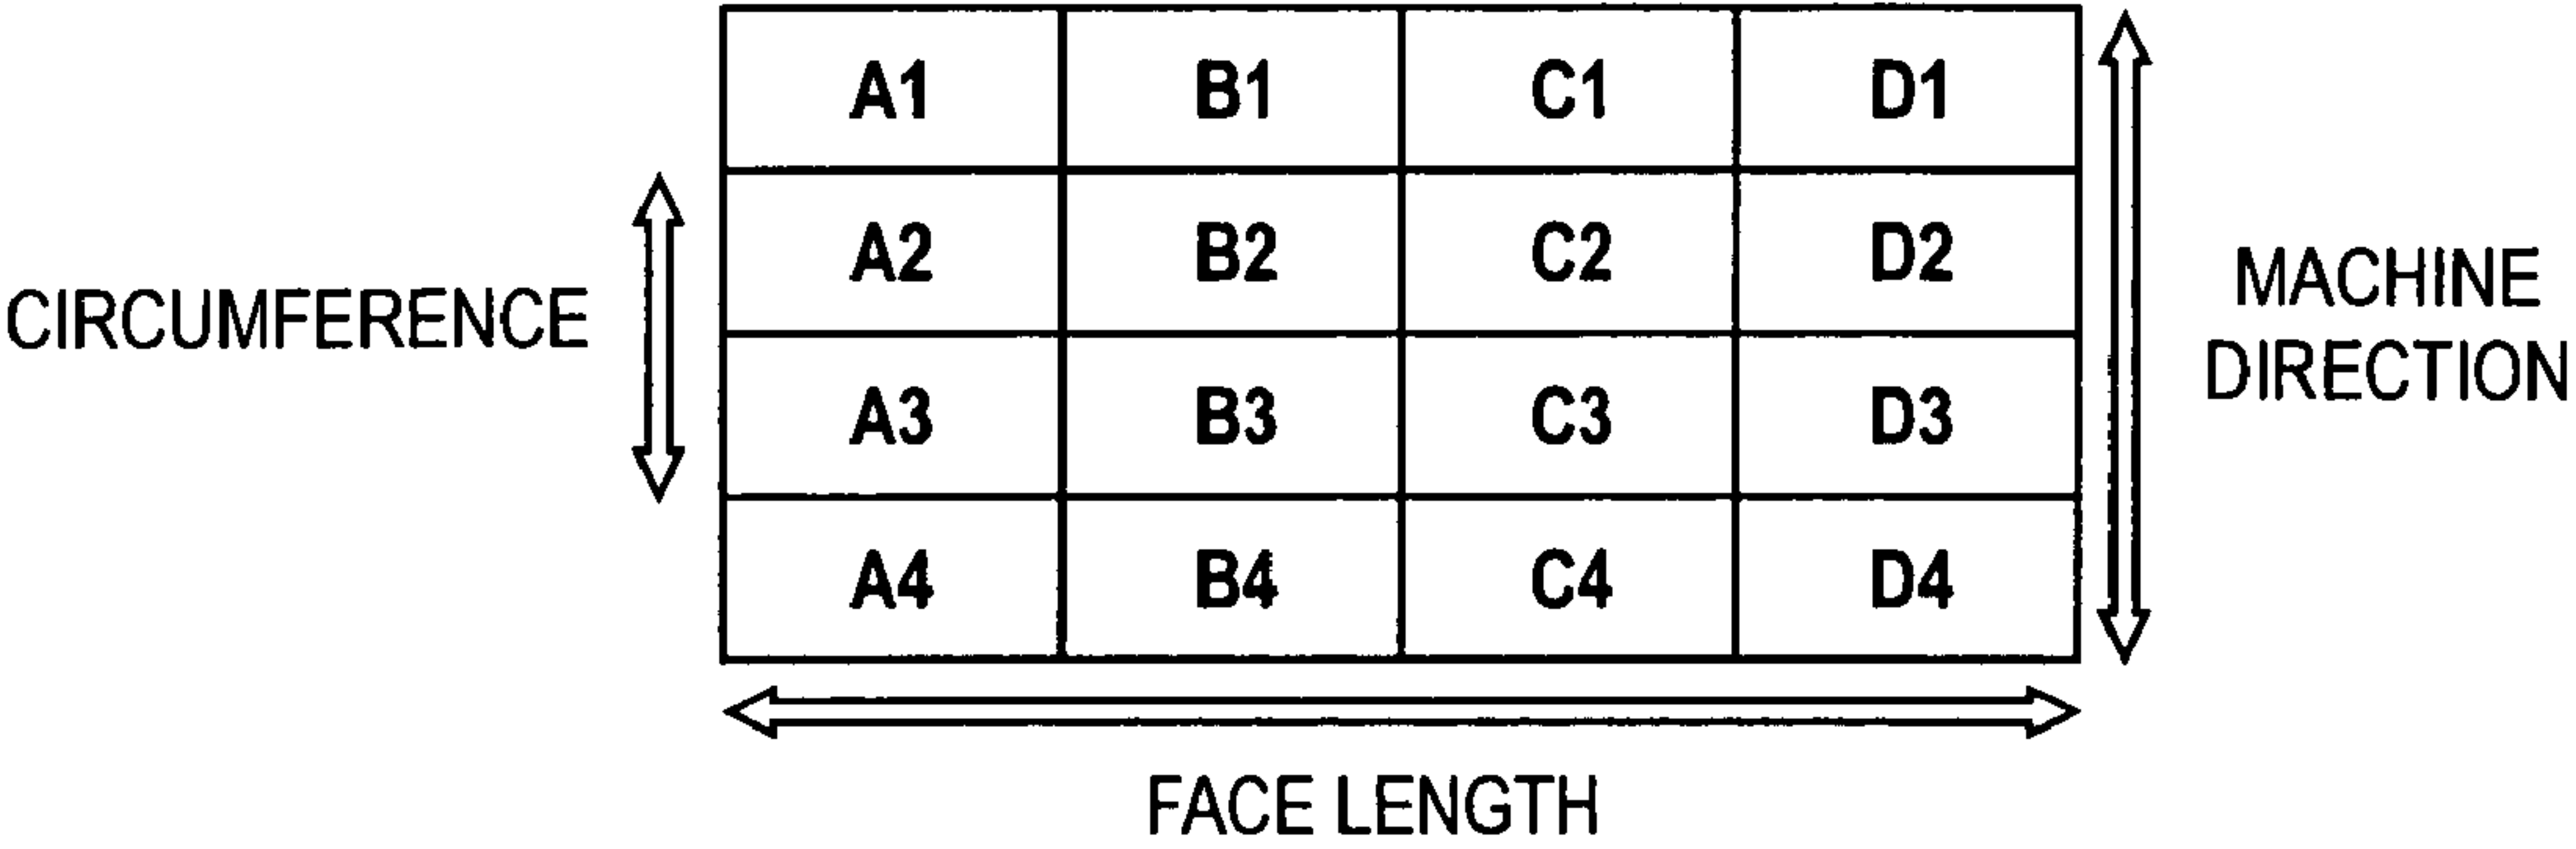 A1 B1 C1 D1
A2 B2 C2 D2
CIRCUMFERENCE
MACHINE
DIRECTION
A3 B3 C3 D3
A4 B4 C4 D4
FACE LENGTH